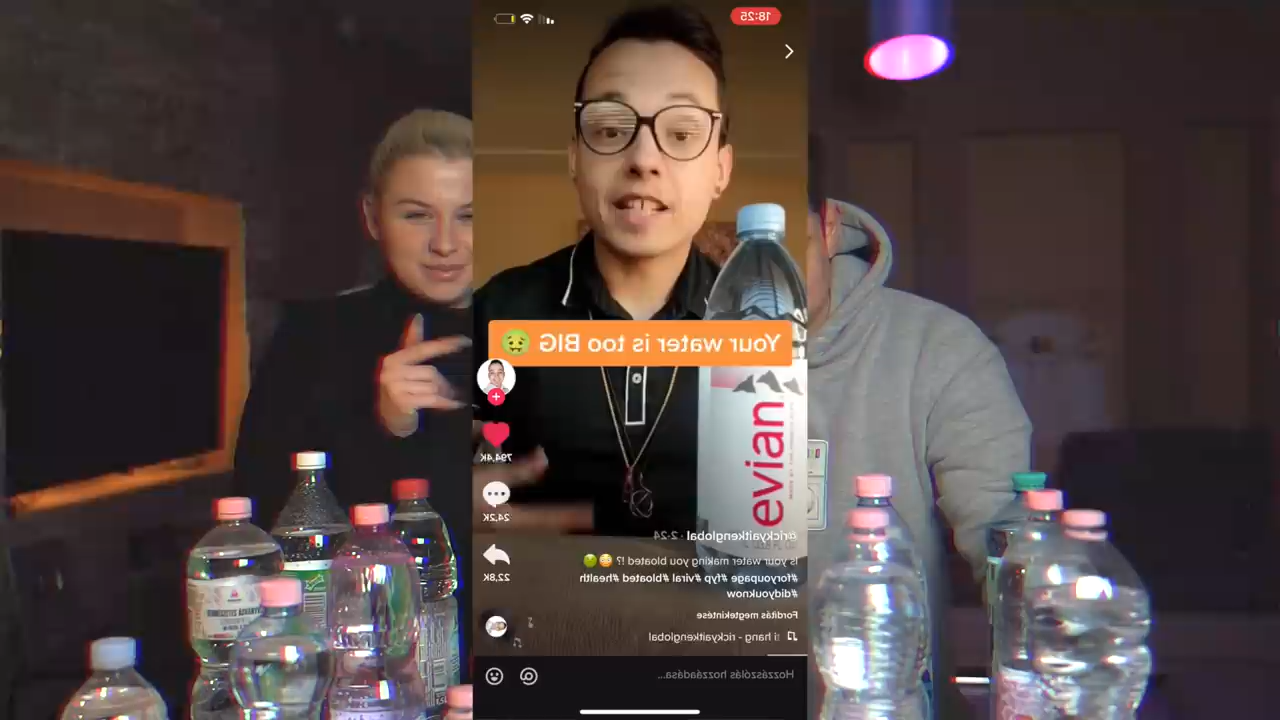 18:25
Your water is too BIG 🤢
evian
794,4K
24,2K
22,8K
#rickyaitkenglobal · 2-24
Is your water making you bloated ?! 😳🤢
#foryoupage #fyp #viral #bloated #health
#didyouknow
Fordítás megtekintése
ti hang - rickyaitkenglobal
Hozzászólás hozzáadása...